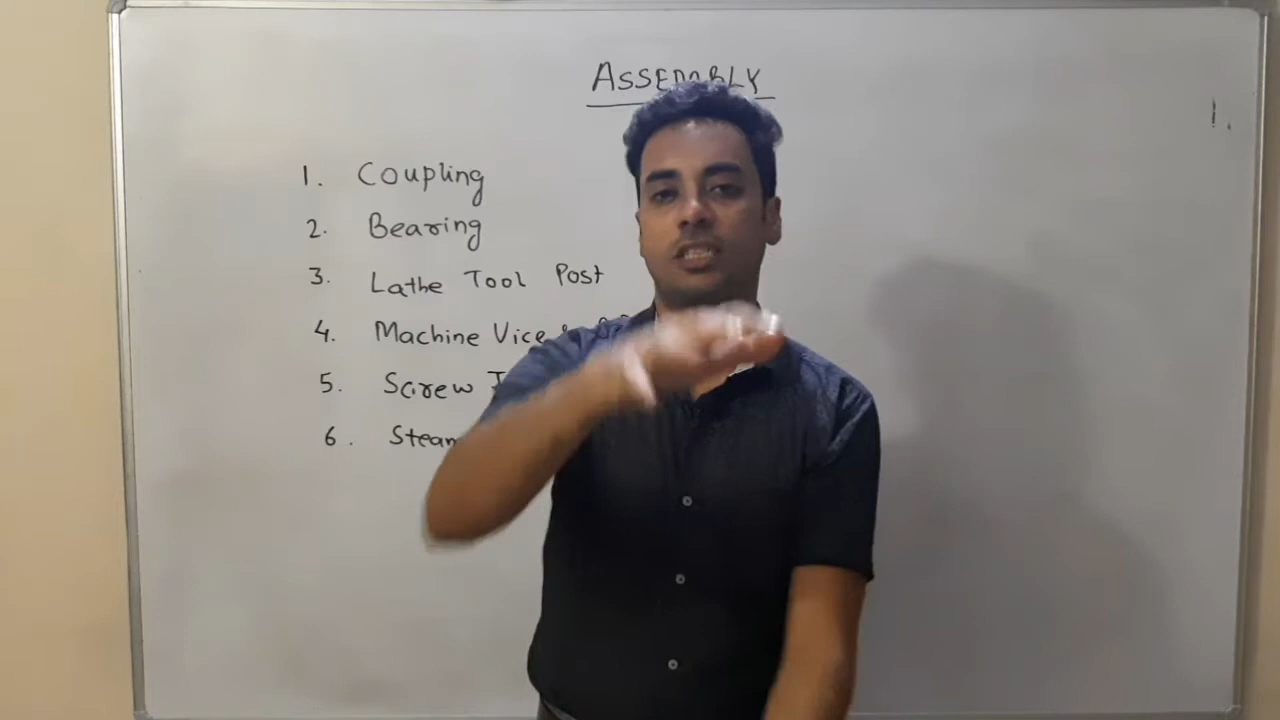 ASSEMBLY
1.
1. Coupling
2. Bearing
3. Lathe Tool Post
4. Machine Vice &
5. Screw
6. Steam